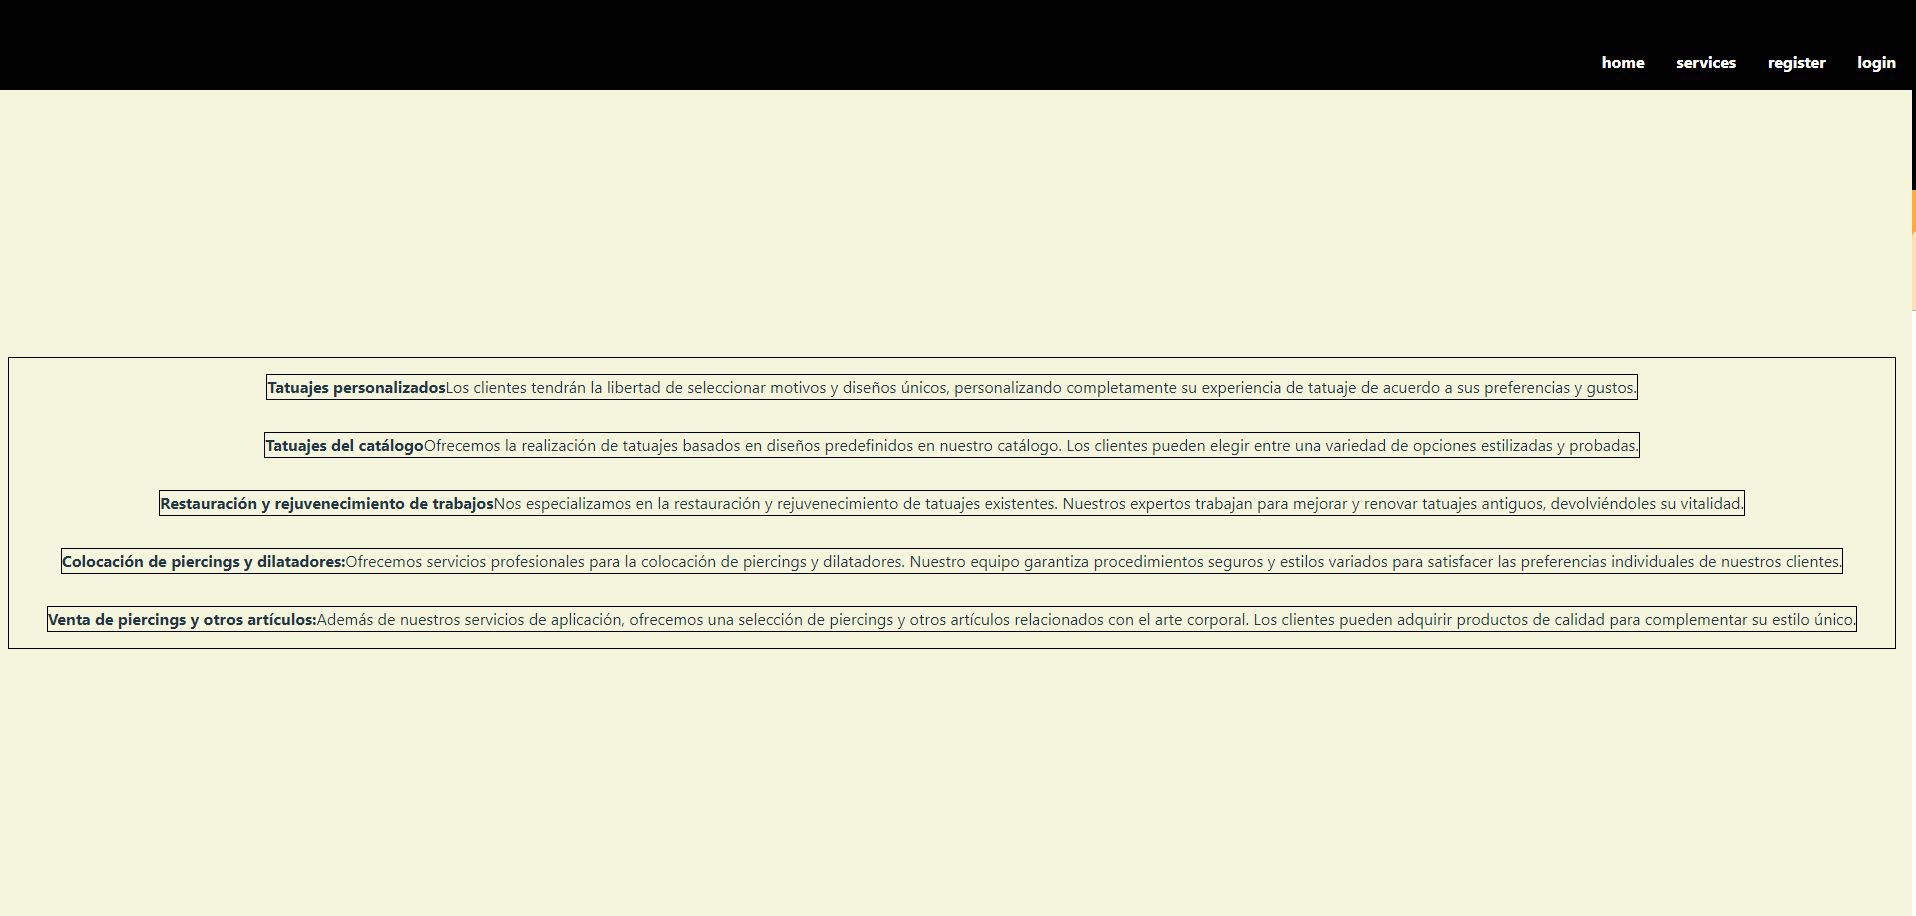 home services register login
Tatuajes personalizadosLos clientes tendrán la libertad de seleccionar motivos y diseños únicos, personalizando completamente su experiencia de tatuaje de acuerdo a sus preferencias y gustos.
Tatuajes del catálogoOfrecemos la realización de tatuajes basados en diseños predefinidos en nuestro catálogo. Los clientes pueden elegir entre una variedad de opciones estilizadas y probadas.
Restauración y rejuvenecimiento de trabajosNos especializamos en la restauración y rejuvenecimiento de tatuajes existentes. Nuestros expertos trabajan para mejorar y renovar tatuajes antiguos, devolviéndoles su vitalidad.
Colocación de piercings y dilatadores:Ofrecemos servicios profesionales para la colocación de piercings y dilatadores. Nuestro equipo garantiza procedimientos seguros y estilos variados para satisfacer las preferencias individuales de nuestros clientes.
Venta de piercings y otros artículos:Además de nuestros servicios de aplicación, ofrecemos una selección de piercings y otros artículos relacionados con el arte corporal. Los clientes pueden adquirir productos de calidad para complementar su estilo único.